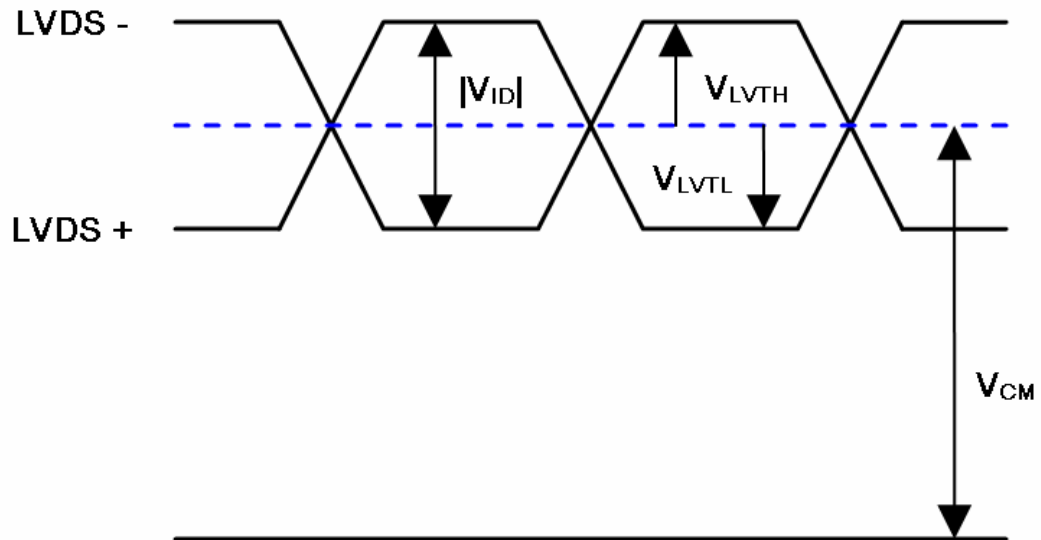 LVDS -
|VID|
VLVTH
VLVTL
LVDS +
VCM